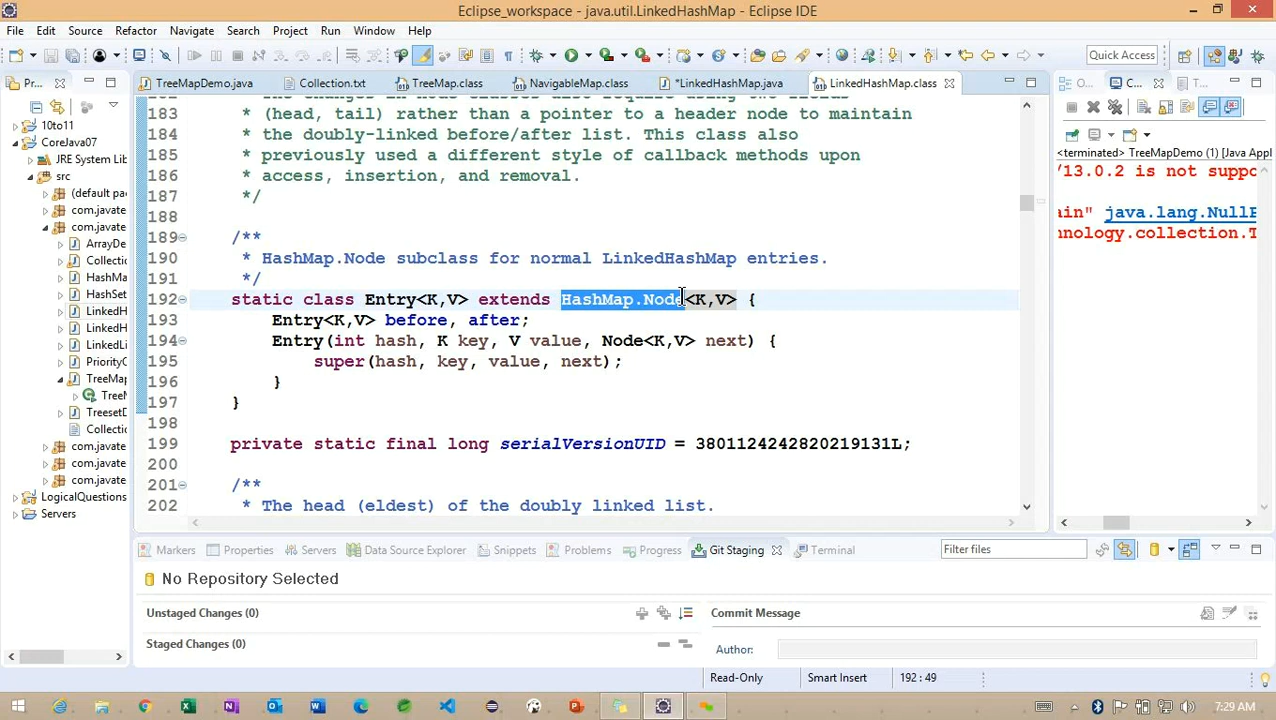 Eclipse_workspace - java.util.LinkedHashMap - Eclipse IDE
File Edit Source Refactor Navigate Search Project Run Window Help
Quick Access
Pr...
TreeMapDemo.java Collection.txt TreeMap.class NavigableMap.class *LinkedHashMap.java LinkedHashMap.class
O... C... T...
183 * (head, tail) rather than a pointer to a header node to maintain
184 * the doubly-linked before/after list. This class also
185 * previously used a different style of callback methods upon
186 * access, insertion, and removal.
187 */
188
189 /**
190 * HashMap.Node subclass for normal LinkedHashMap entries.
191 */
192 static class Entry<K,V> extends HashMap.Node<K,V> {
193 Entry<K,V> before, after;
194 Entry(int hash, K key, V value, Node<K,V> next) {
195 super(hash, key, value, next);
196 }
197 }
198
199 private static final long serialVersionUID = 3801124242820219131L;
200
201 /**
202 * The head (eldest) of the doubly linked list.
10to11
CoreJava07
JRE System Lib
src
(default pa
com.javate
com.javate
ArrayDe
Collectio
HashMa
HashSet
LinkedH
LinkedH
LinkedLi
PriorityC
TreeMap
TreeM
TreesetD
Collectio
com.javate
com.javate
com.javate
LogicalQuestions
Servers
<terminated> TreeMapDemo (1) [Java Appl
/13.0.2 is not suppo
ain" java.lang.NullP
hnology.collection.T
Markers Properties Servers Data Source Explorer Snippets Problems Progress Git Staging Terminal
Filter files
No Repository Selected
Unstaged Changes (0)
Staged Changes (0)
Commit Message
Author:
Read-Only Smart Insert 192 : 49
7:29 AM